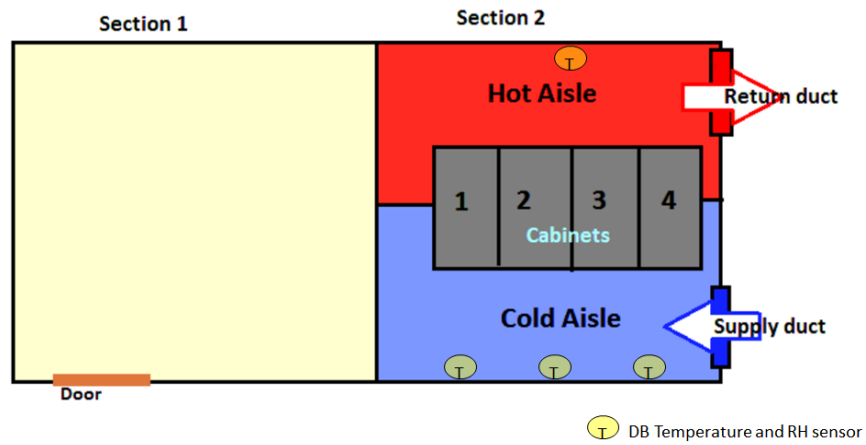 Section 1
Section 2
T
Hot Aisle
Return duct
1
2
3
4
Cabinets
Cold Aisle
Supply duct
T
T
T
Door
T
DB Temperature and RH sensor